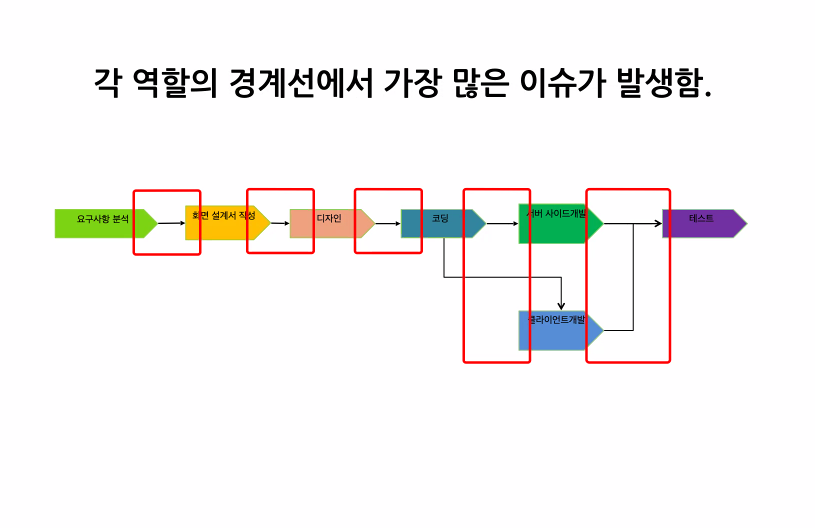 각 역할의 경계선에서 가장 많은 이슈가 발생함.
요구사항 분석
화면 설계서 작성
디자인
코딩
서버 사이드개발
테스트
클라이언트개발